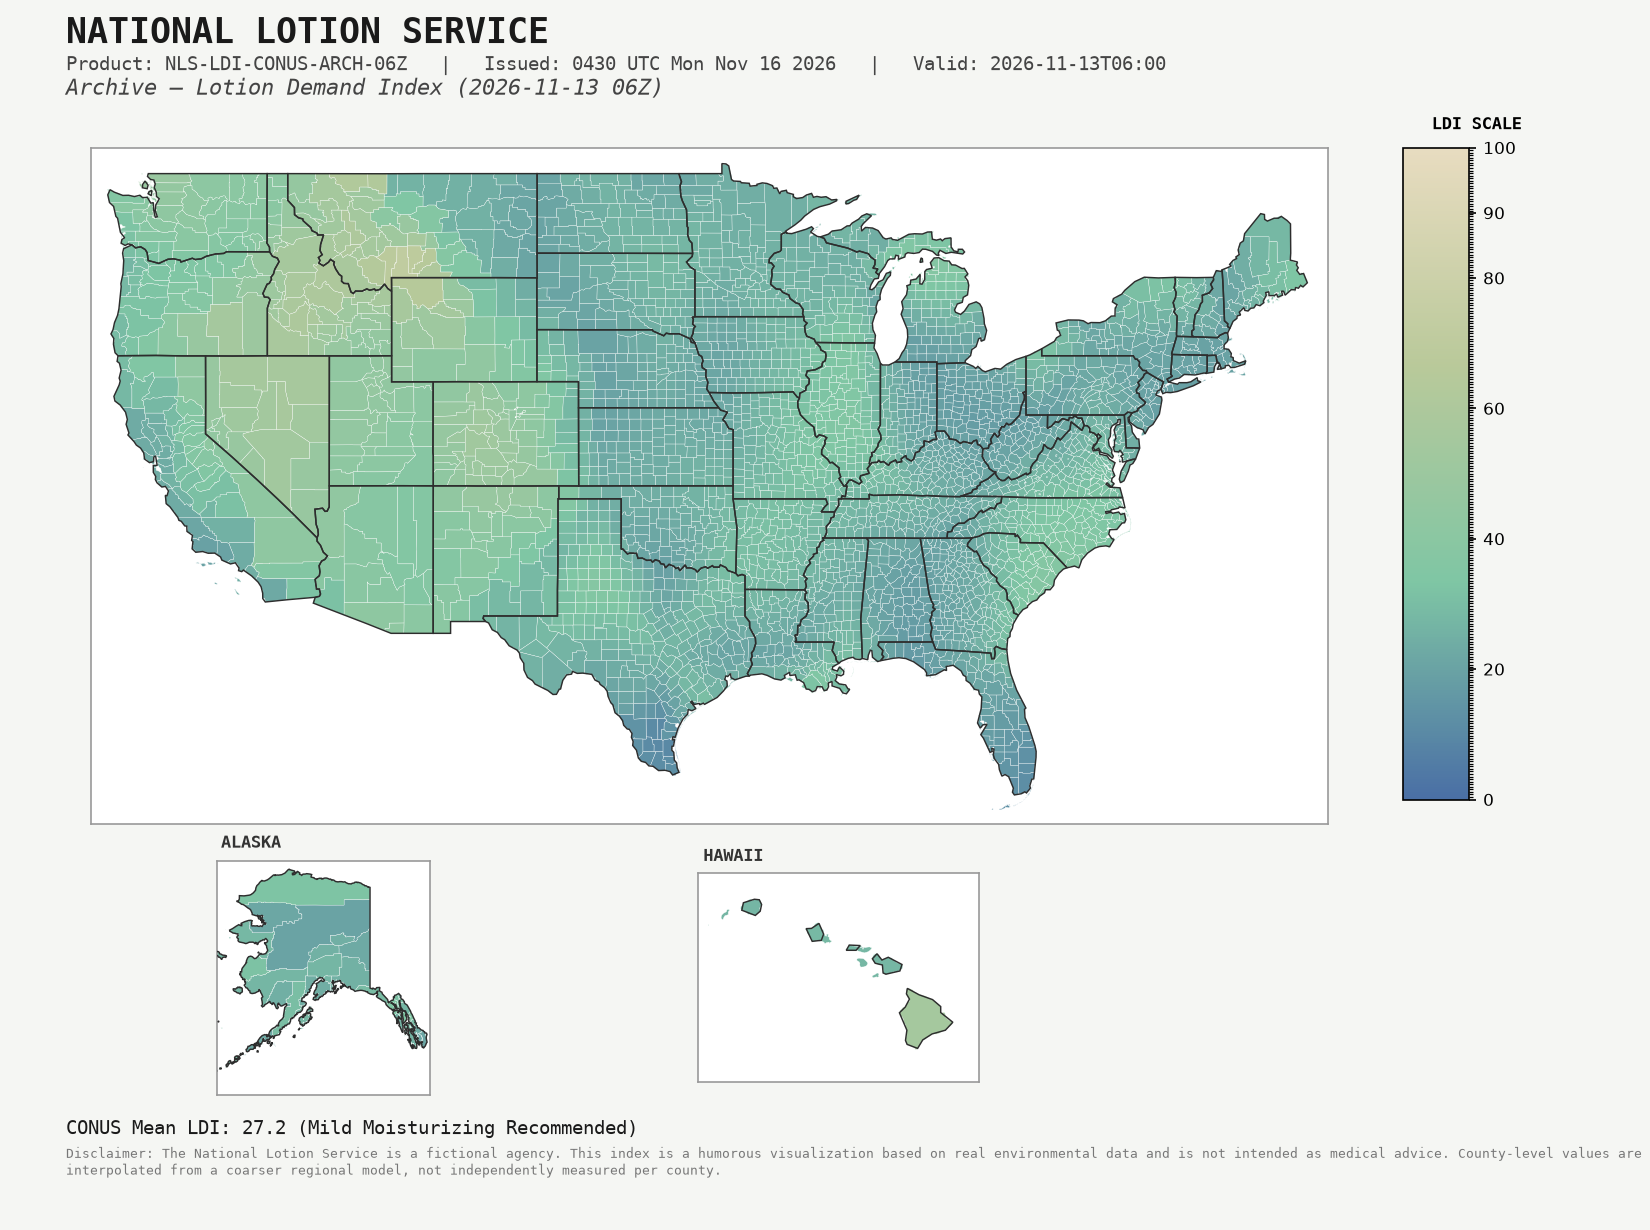 NATIONAL LOTION SERVICE
Product: NLS-LDI-CONUS-ARCH-06Z | Issued: 0430 UTC Mon Nov 16 2026 | Valid: 2026-11-13T06:00
Archive — Lotion Demand Index (2026-11-13 06Z)
LDI SCALE
100
90
80
60
40
20
0
ALASKA
HAWAII
CONUS Mean LDI: 27.2 (Mild Moisturizing Recommended)
Disclaimer: The National Lotion Service is a fictional agency. This index is a humorous visualization based on real environmental data and is not intended as medical advice. County-level values are
interpolated from a coarser regional model, not independently measured per county.